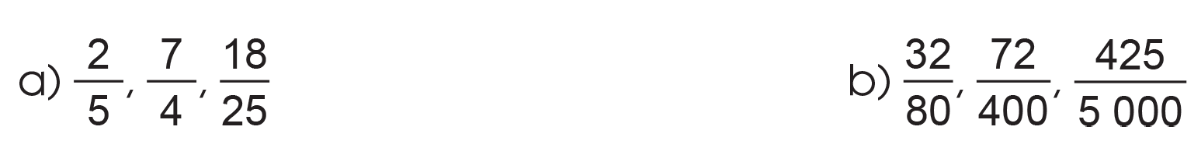 a) 2/5, 7/4, 18/25 b) 32/80, 72/400, 425/5 000